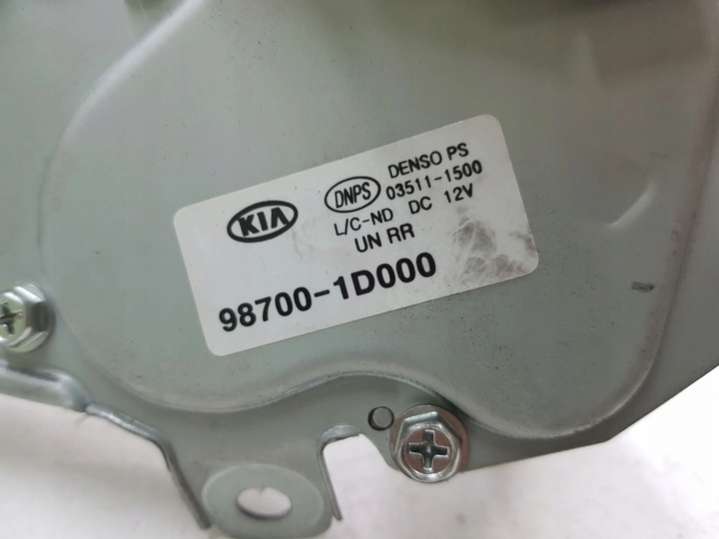 KIA
DNPS
DENSO PS
03511-1500
L/C-ND DC 12V
UN RR
98700-1D000